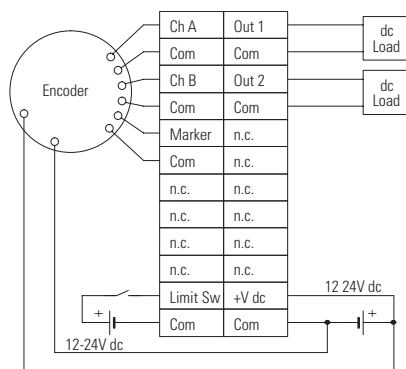 Encoder
Ch A Out 1
Com Com
Ch B Out 2
Com Com
Marker n.c.
Com n.c.
n.c. n.c.
n.c. n.c.
n.c. n.c.
n.c. n.c.
Limit Sw +V dc
Com Com
dc
Load
dc
Load
12 24V dc
+
+
12-24V dc